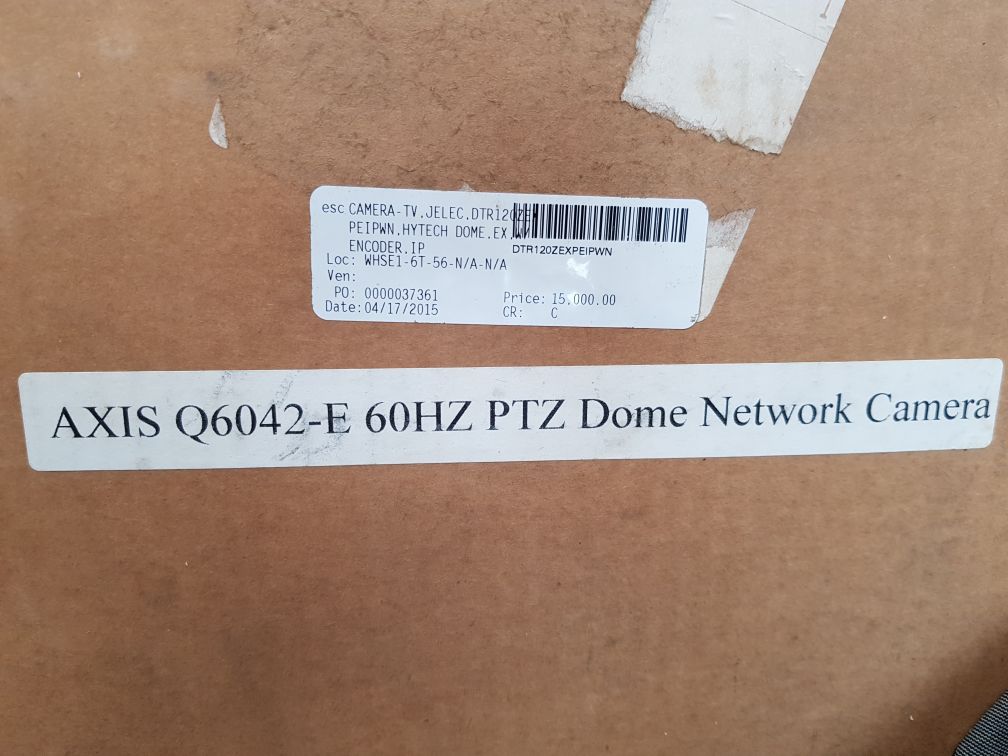 esc CAMERA-TV,JELEC,DTR120ZEX
PEIPWN,HYTECH DOME,EX,W/
ENCODER,IP
DTR120ZEXPEIPWN
Loc: WHSE1-6T-56-N/A-N/A
Ven:
PO: 0000037361 Price: 15,000.00
Date: 04/17/2015 CR: C
AXIS Q6042-E 60HZ PTZ Dome Network Camera